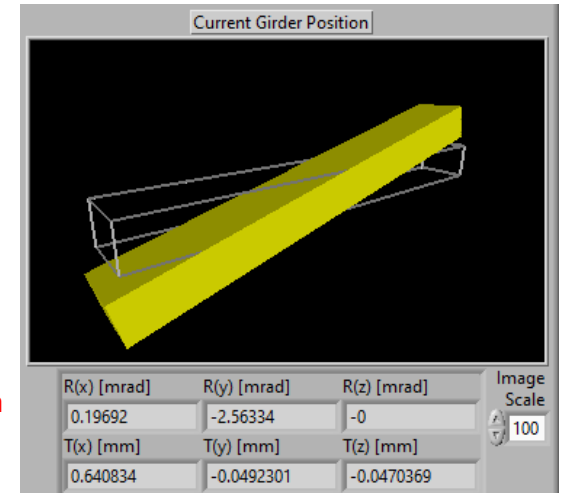 Current Girder Position
R(x) [mrad] R(y) [mrad] R(z) [mrad] Image Scale
0.19692 -2.56334 -0 100
T(x) [mm] T(y) [mm] T(z) [mm]
0.640834 -0.0492301 -0.0470369